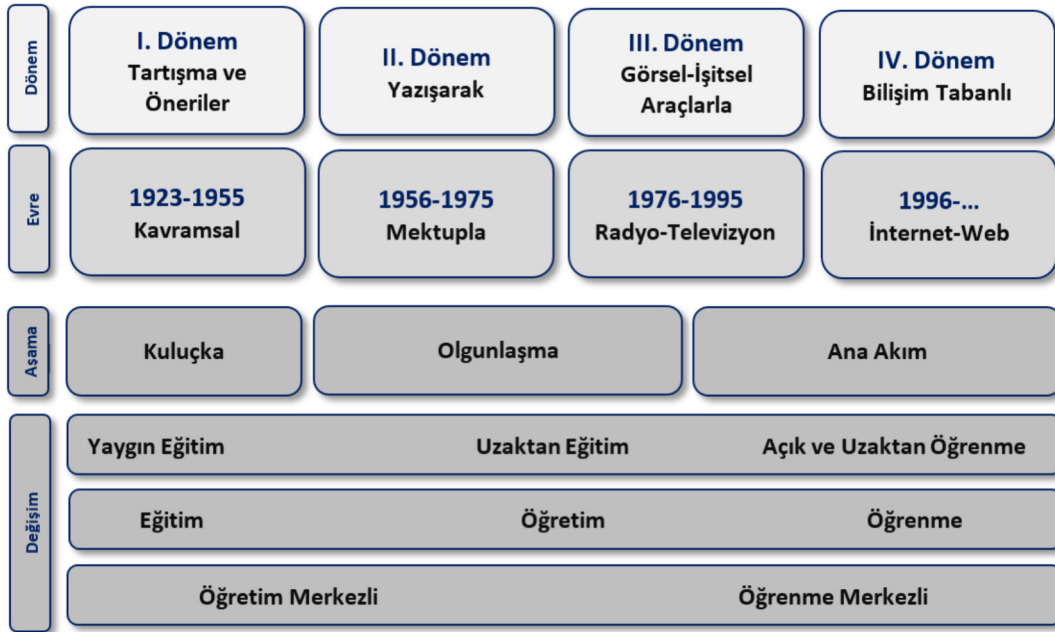 Dönem
I. Dönem
Tartışma ve
Öneriler
II. Dönem
Yazışarak
III. Dönem
Görsel-İşitsel
Araçlarla
IV. Dönem
Bilişim Tabanlı
Evre
1923-1955
Kavramsal
1956-1975
Mektupla
1976-1995
Radyo-Televizyon
1996-...
İnternet-Web
Aşama
Kuluçka
Olgunlaşma
Ana Akım
Değişim
Yaygın Eğitim
Uzaktan Eğitim
Açık ve Uzaktan Öğrenme
Eğitim
Öğretim
Öğrenme
Öğretim Merkezli
Öğrenme Merkezli